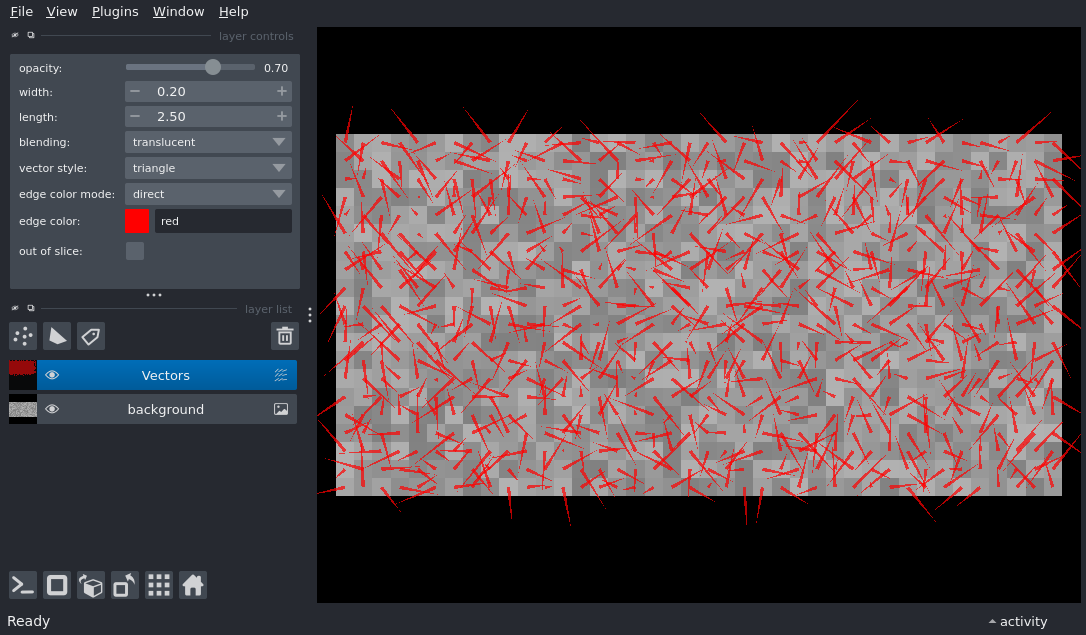 File View Plugins Window Help
layer controls
opacity: 0.70
width: 0.20
length: 2.50
blending: translucent
vector style: triangle
edge color mode: direct
edge color: red
out of slice:
layer list
Vectors
background
Ready activity